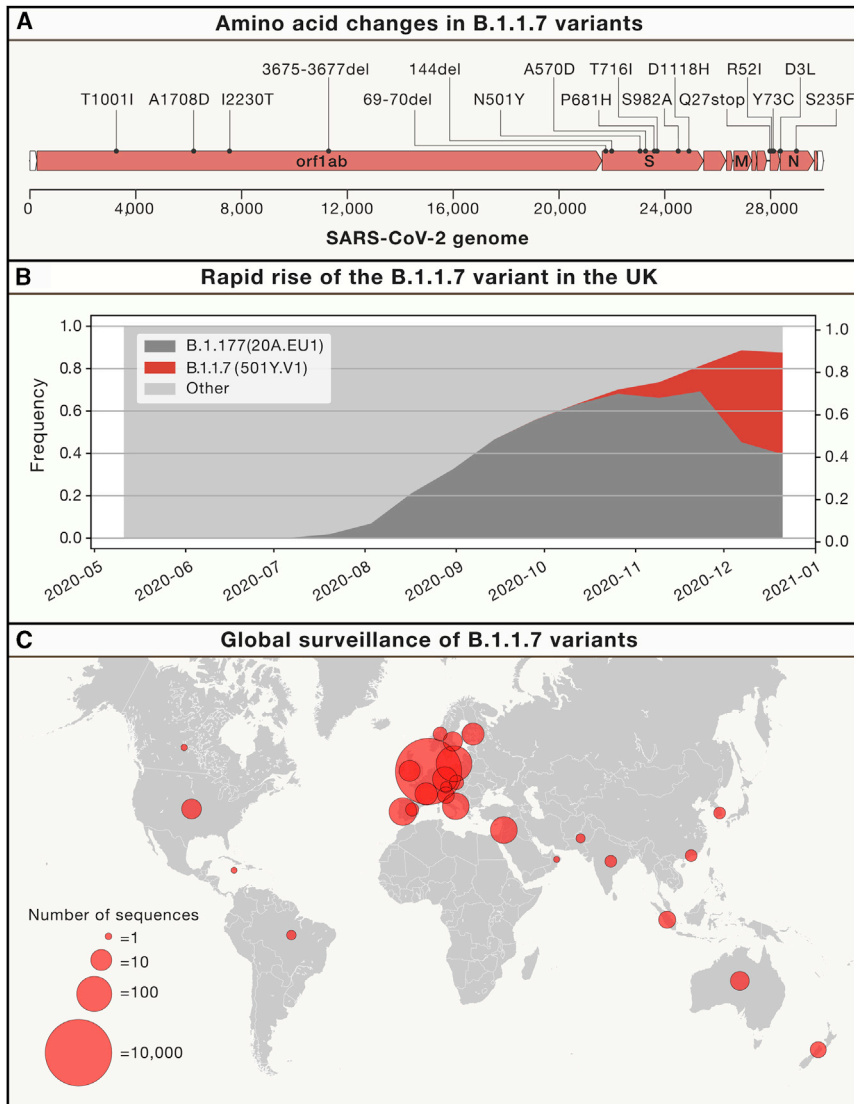 A
Amino acid changes in B.1.1.7 variants
3675-3677del 144del A570D T716I D1118H R52I D3L
T1001I A1708D I2230T 69-70del N501Y P681H S982A Q27stop Y73C S235F
orf1ab S M N
0 4,000 8,000 12,000 16,000 20,000 24,000 28,000
SARS-CoV-2 genome
B
Rapid rise of the B.1.1.7 variant in the UK
1.0 1.0
B.1.177(20A.EU1)
0.8 B.1.1.7 (501Y.V1) 0.8
Other
0.6 0.6
0.4 0.4
0.2 0.2
0.0 0.0
Frequency
2020-05 2020-06 2020-07 2020-08 2020-09 2020-10 2020-11 2020-12 2021-01
C
Global surveillance of B.1.1.7 variants
Number of sequences
=1
=10
=100
=10,000